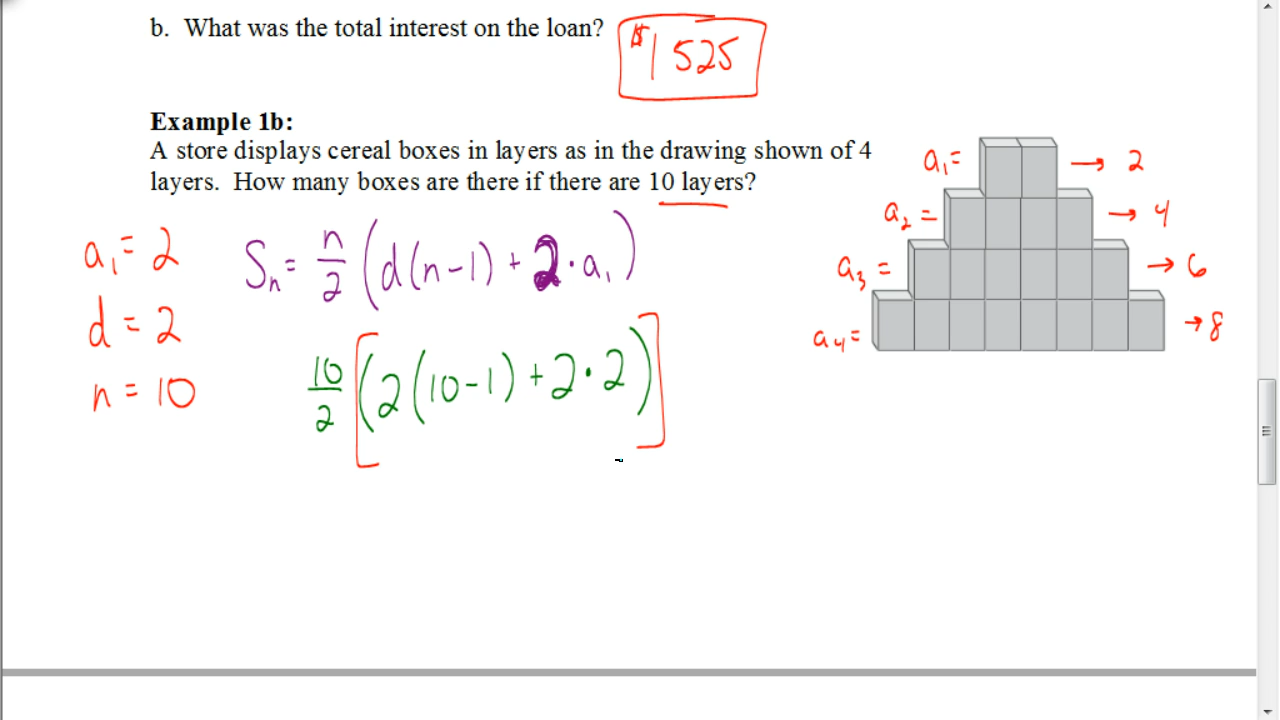 b. What was the total interest on the loan? $1525
Example 1b:
A store displays cereal boxes in layers as in the drawing shown of 4
layers. How many boxes are there if there are 10 layers?
a₁= → 2
a₂ = → 4
a₃ = → 6
a₄= → 8
a₁ = 2
d = 2
n = 10
Sₙ = n/2 (d(n-1) + 2·a₁)
10/2 [(2(10-1) + 2·2)]